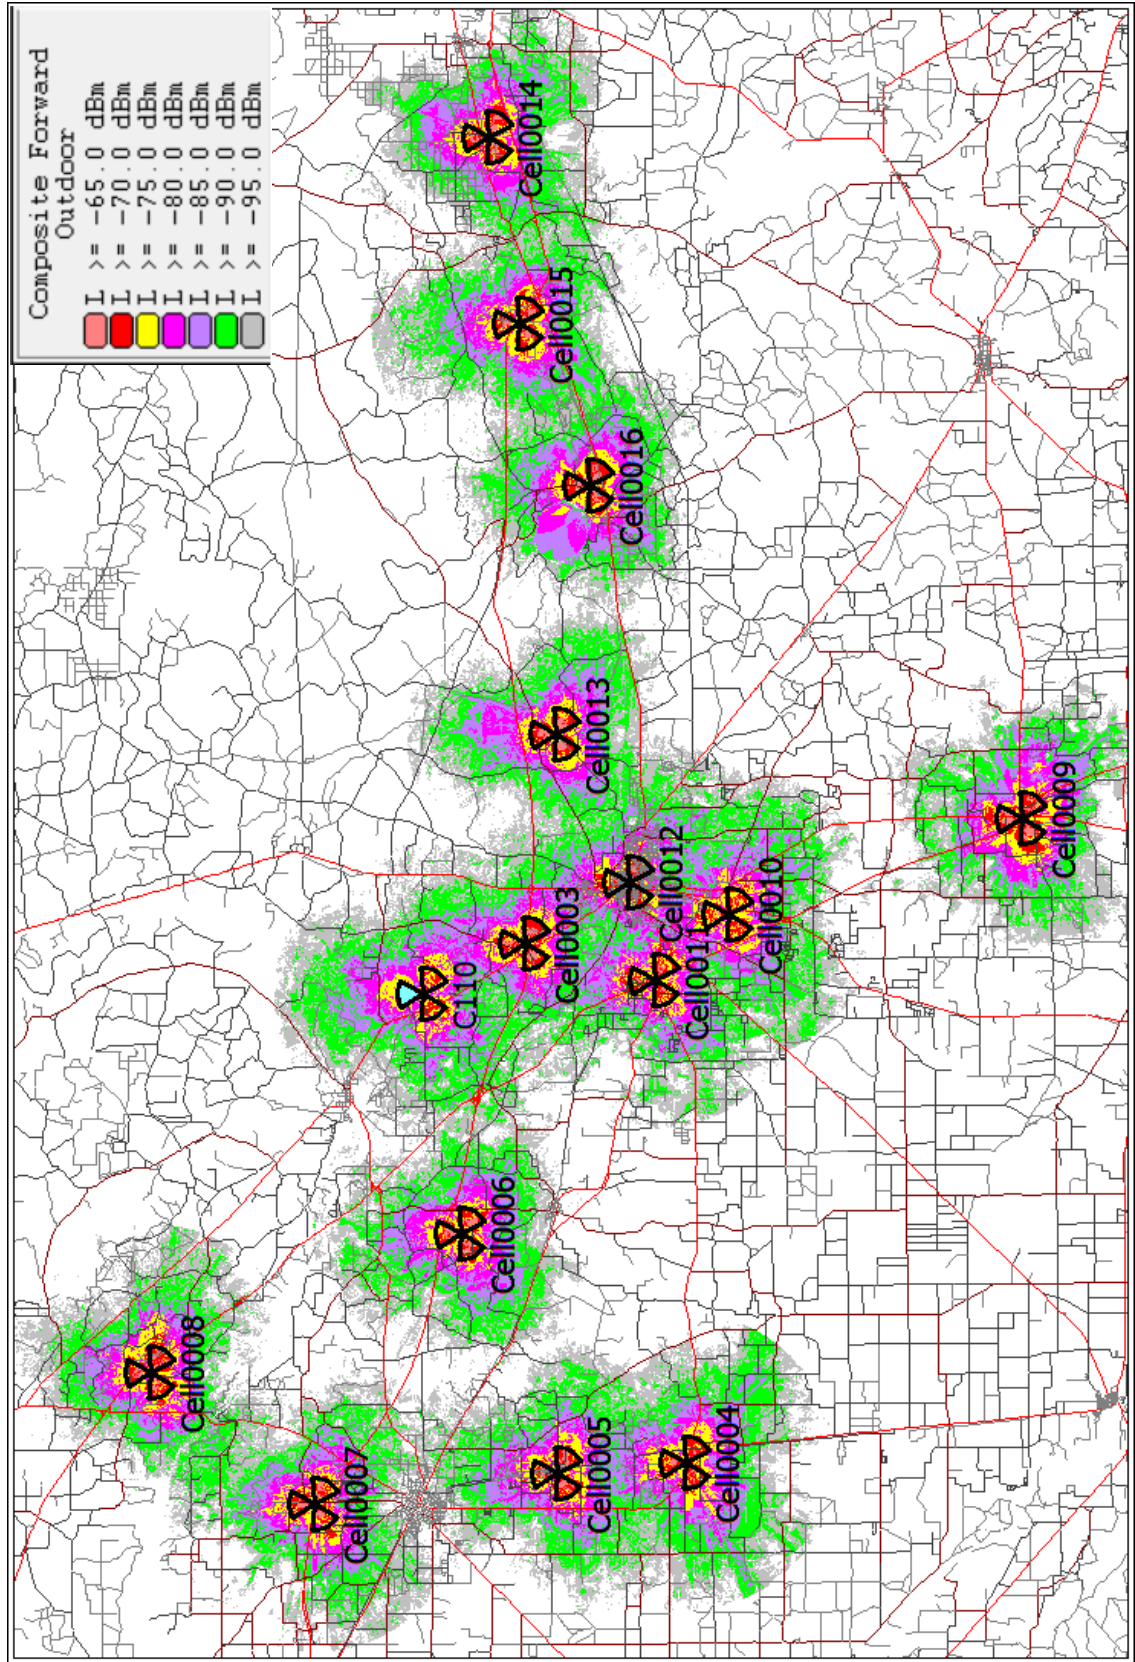 Composite Forward
Outdoor
L >= -65.0 dBm
L >= -70.0 dBm
L >= -75.0 dBm
L >= -80.0 dBm
L >= -85.0 dBm
L >= -90.0 dBm
L >= -95.0 dBm
Cell0008
Cell0007
C110
Cell0006
Cell0014
Cell0015
Cell0003
Cell0013
Cell0005
Cell0016
Cell0012
Cell0011
Cell0004
Cell0010
Cell0009